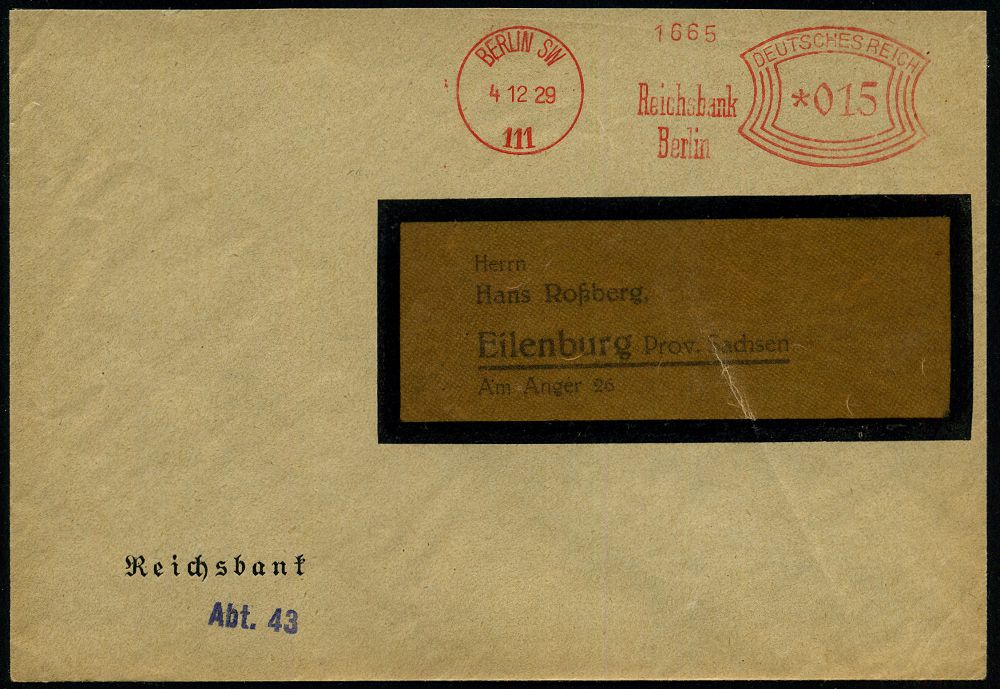 BERLIN SW
4 12 29
111
1665
Reichsbank
Berlin
DEUTSCHES REICH
*015
Herrn
Hans Roßberg,
Eilenburg Prov. Sachsen
Am Anger 26
Reichsbank
Abt. 43